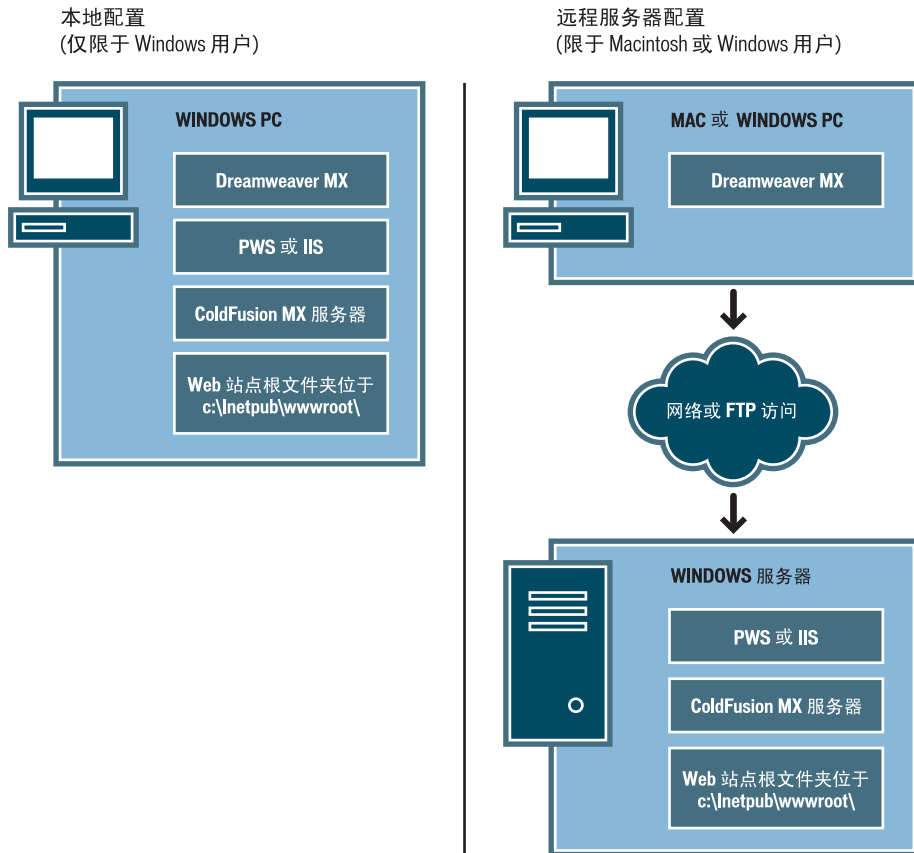 本地配置
(仅限于 Windows 用户)
WINDOWS PC
Dreamweaver MX
PWS 或 IIS
ColdFusion MX 服务器
Web 站点根文件夹位于
c:\Inetpub\wwwroot\
远程服务器配置
(限于 Macintosh 或 Windows 用户)
MAC 或 WINDOWS PC
Dreamweaver MX
网络或 FTP 访问
WINDOWS 服务器
PWS 或 IIS
ColdFusion MX 服务器
Web 站点根文件夹位于
c:\Inetpub\wwwroot\